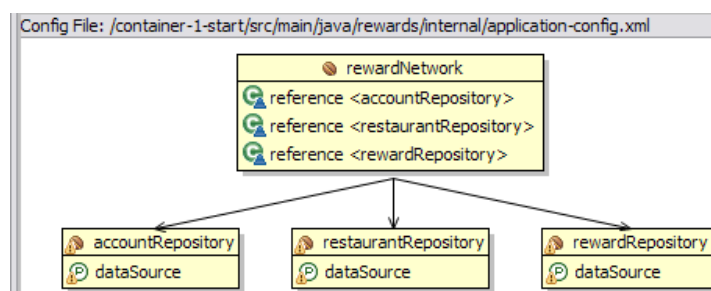 Config File: /container-1-start/src/main/java/rewards/internal/application-config.xml
rewardNetwork
reference <accountRepository>
reference <restaurantRepository>
reference <rewardRepository>
accountRepository
dataSource
restaurantRepository
dataSource
rewardRepository
dataSource